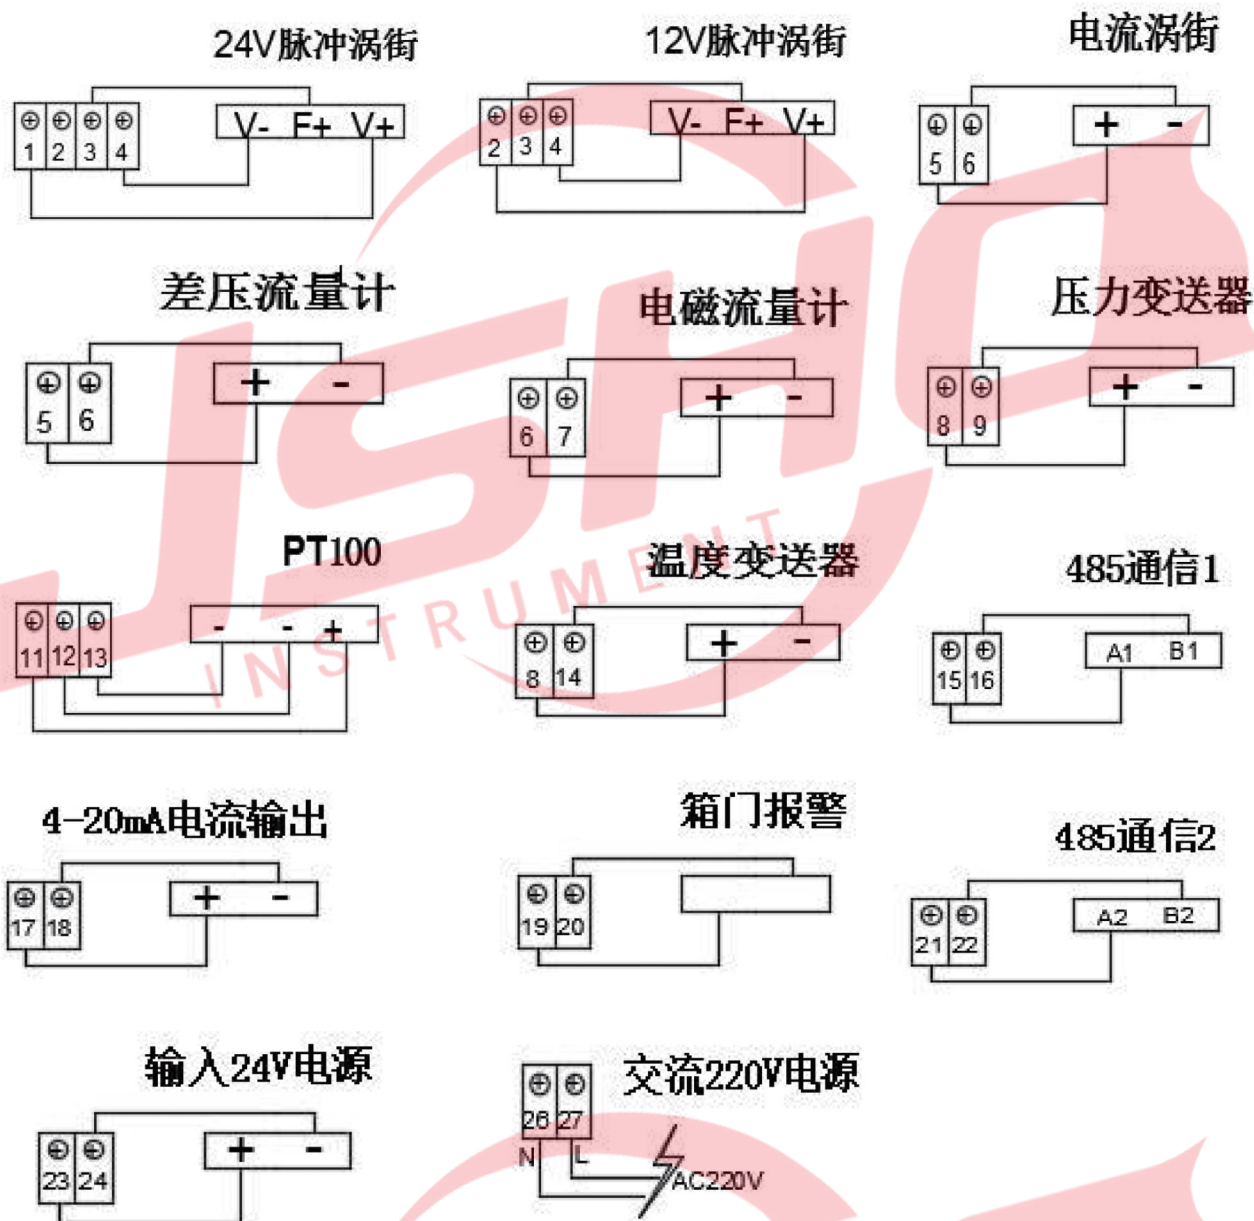 24V脉冲涡街
12V脉冲涡街
电流涡街
1 2 3 4
V- F+ V+
2 3 4
V- F+ V+
5 6
+ -
差压流量计
电磁流量计
压力变送器
5 6
+ -
6 7
+ -
8 9
+ -
PT100
温度变送器
485通信1
11 12 13
- - +
8 14
+ -
15 16
A1 B1
4-20mA电流输出
箱门报警
485通信2
17 18
+ -
19 20
21 22
A2 B2
输入24V电源
交流220V电源
23 24
+ -
26 27
N L
AC220V
JSHO
INSTRUMENT